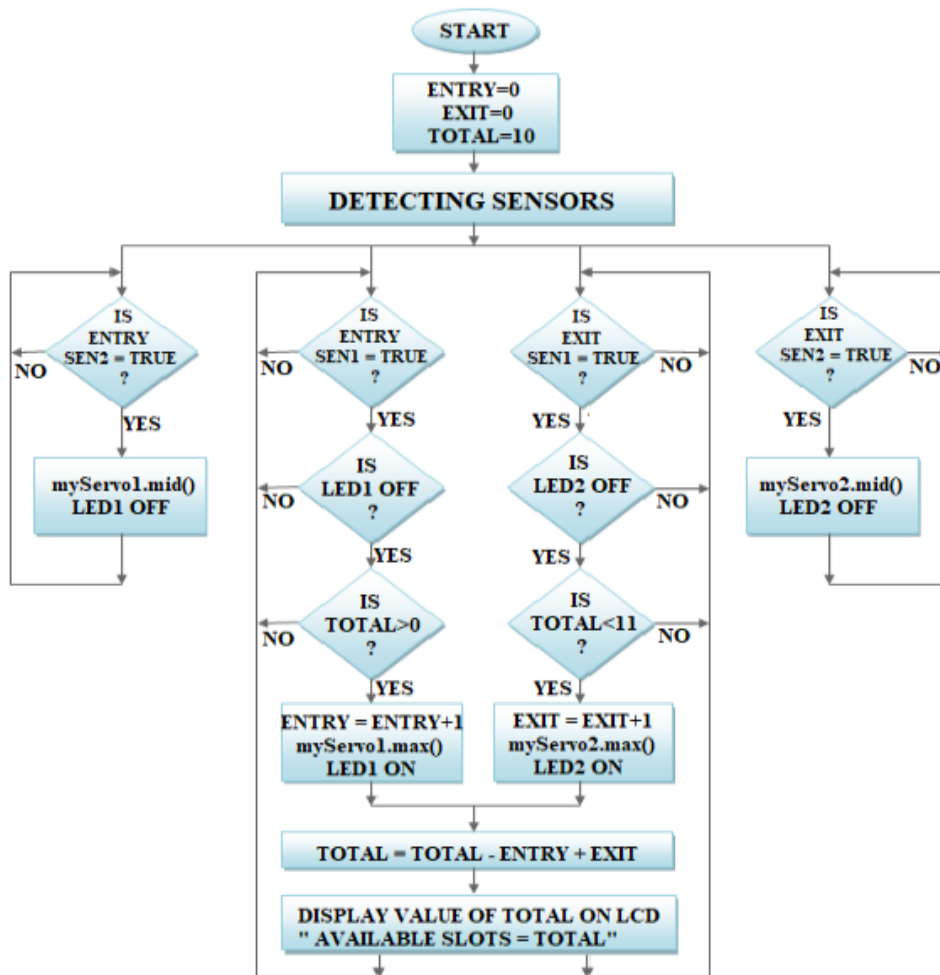 START
ENTRY=0
EXIT=0
TOTAL=10
DETECTING SENSORS
IS
ENTRY
SEN2 = TRUE
?
NO
YES
myServo1.mid()
LED1 OFF
IS
ENTRY
SEN1 = TRUE
?
NO
YES
IS
LED1 OFF
?
NO
YES
IS
TOTAL>0
?
NO
YES
ENTRY = ENTRY+1
myServo1.max()
LED1 ON
IS
EXIT
SEN1 = TRUE
?
NO
YES
IS
LED2 OFF
?
NO
YES
IS
TOTAL<11
?
NO
YES
EXIT = EXIT+1
myServo2.max()
LED2 ON
IS
EXIT
SEN2 = TRUE
?
NO
YES
myServo2.mid()
LED2 OFF
TOTAL = TOTAL - ENTRY + EXIT
DISPLAY VALUE OF TOTAL ON LCD
" AVAILABLE SLOTS = TOTAL"